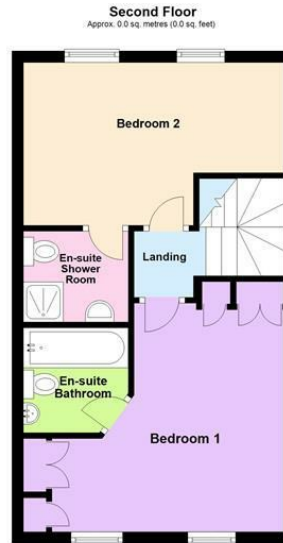 Second Floor
Approx. 0.0 sq. metres (0.0 sq. feet)
Bedroom 2
En-suite
Shower
Room
Landing
En-suite
Bathroom
Bedroom 1